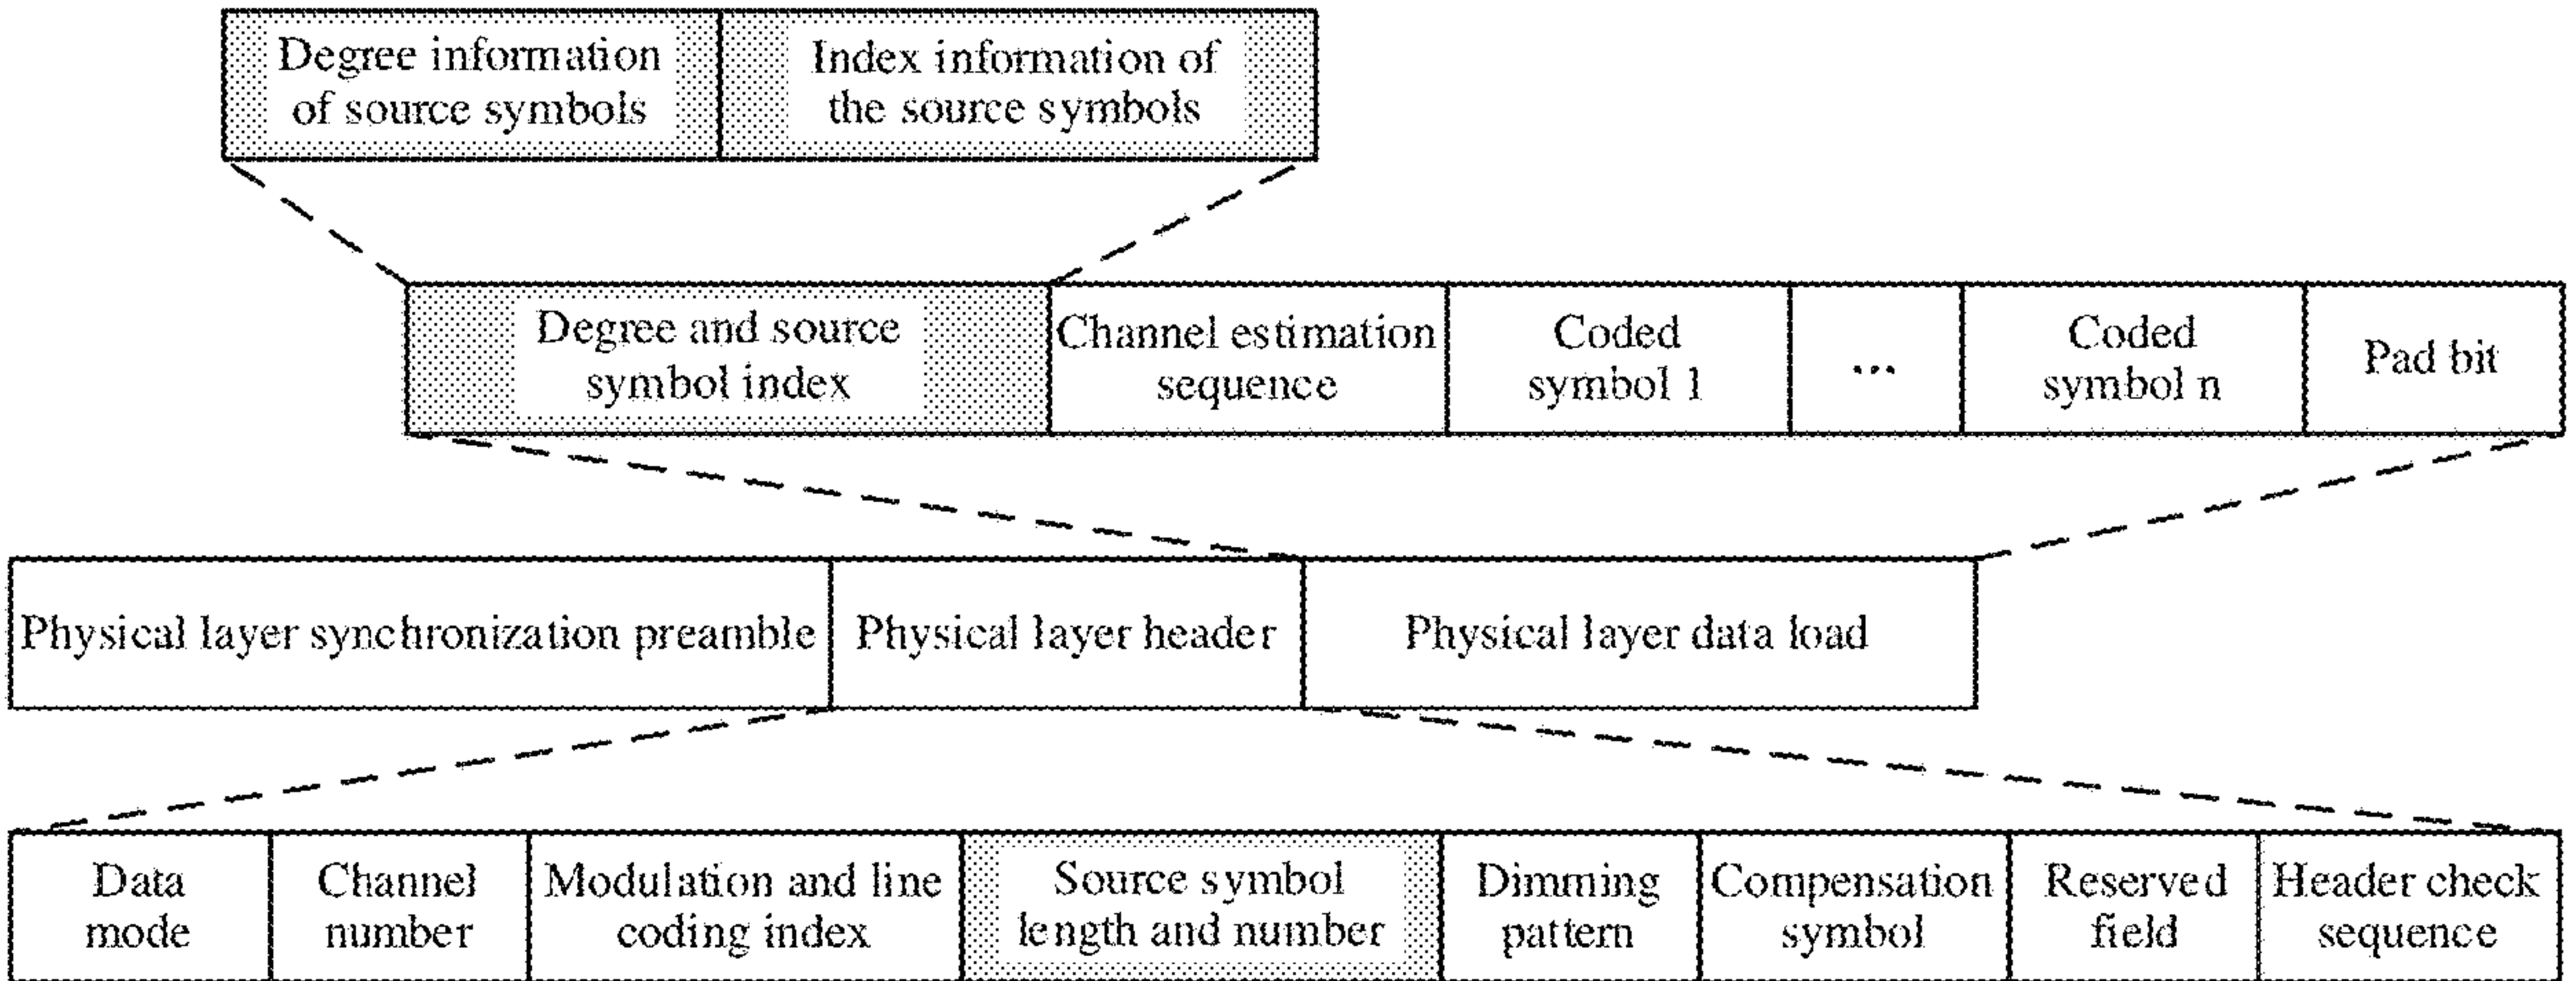 Degree information
of source symbols
Index information of
the source symbols
Degree and source
symbol index
Channel estimation
sequence
Coded
symbol 1
...
Coded
symbol n
Pad bit
Physical layer synchronization preamble
Physical layer header
Physical layer data load
Data
mode
Channel
number
Modulation and line
coding index
Source symbol
length and number
Dimming
pattern
Compensation
symbol
Reserved
field
Header check
sequence